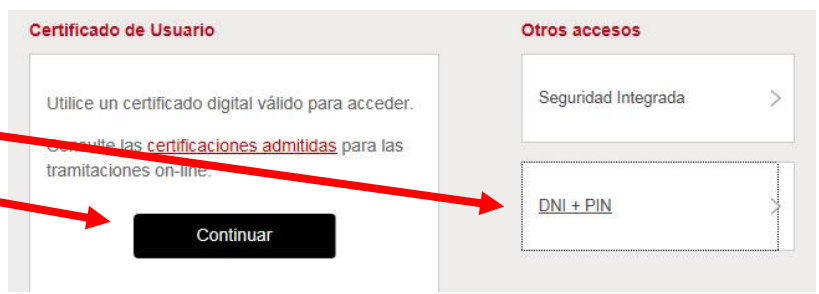 Certificado de Usuario
Utilice un certificado digital válido para acceder.
Consulte las certificaciones admitidas para las
tramitaciones on-line.
Continuar
Otros accesos
Seguridad Integrada
DNI + PIN